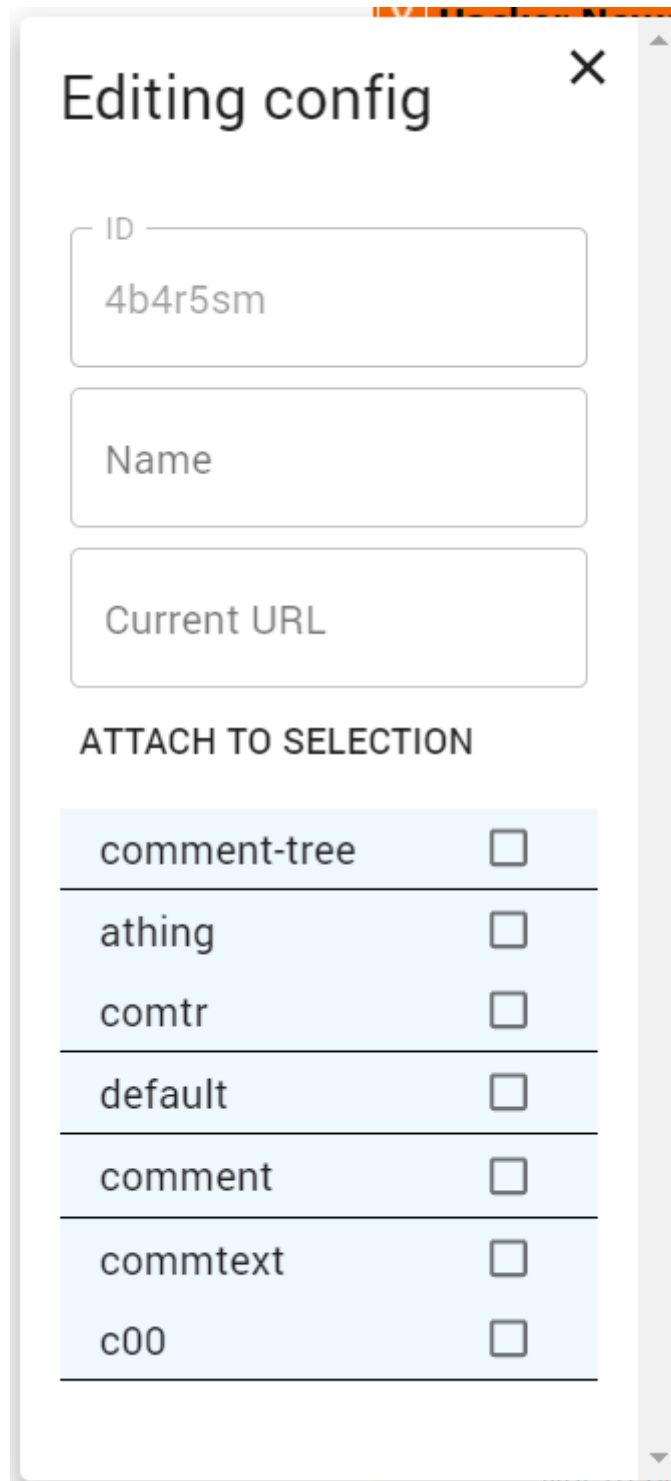 Editing config
ID
4b4r5sm
Name
Current URL
ATTACH TO SELECTION
comment-tree
athing
comtr
default
comment
commtext
c00